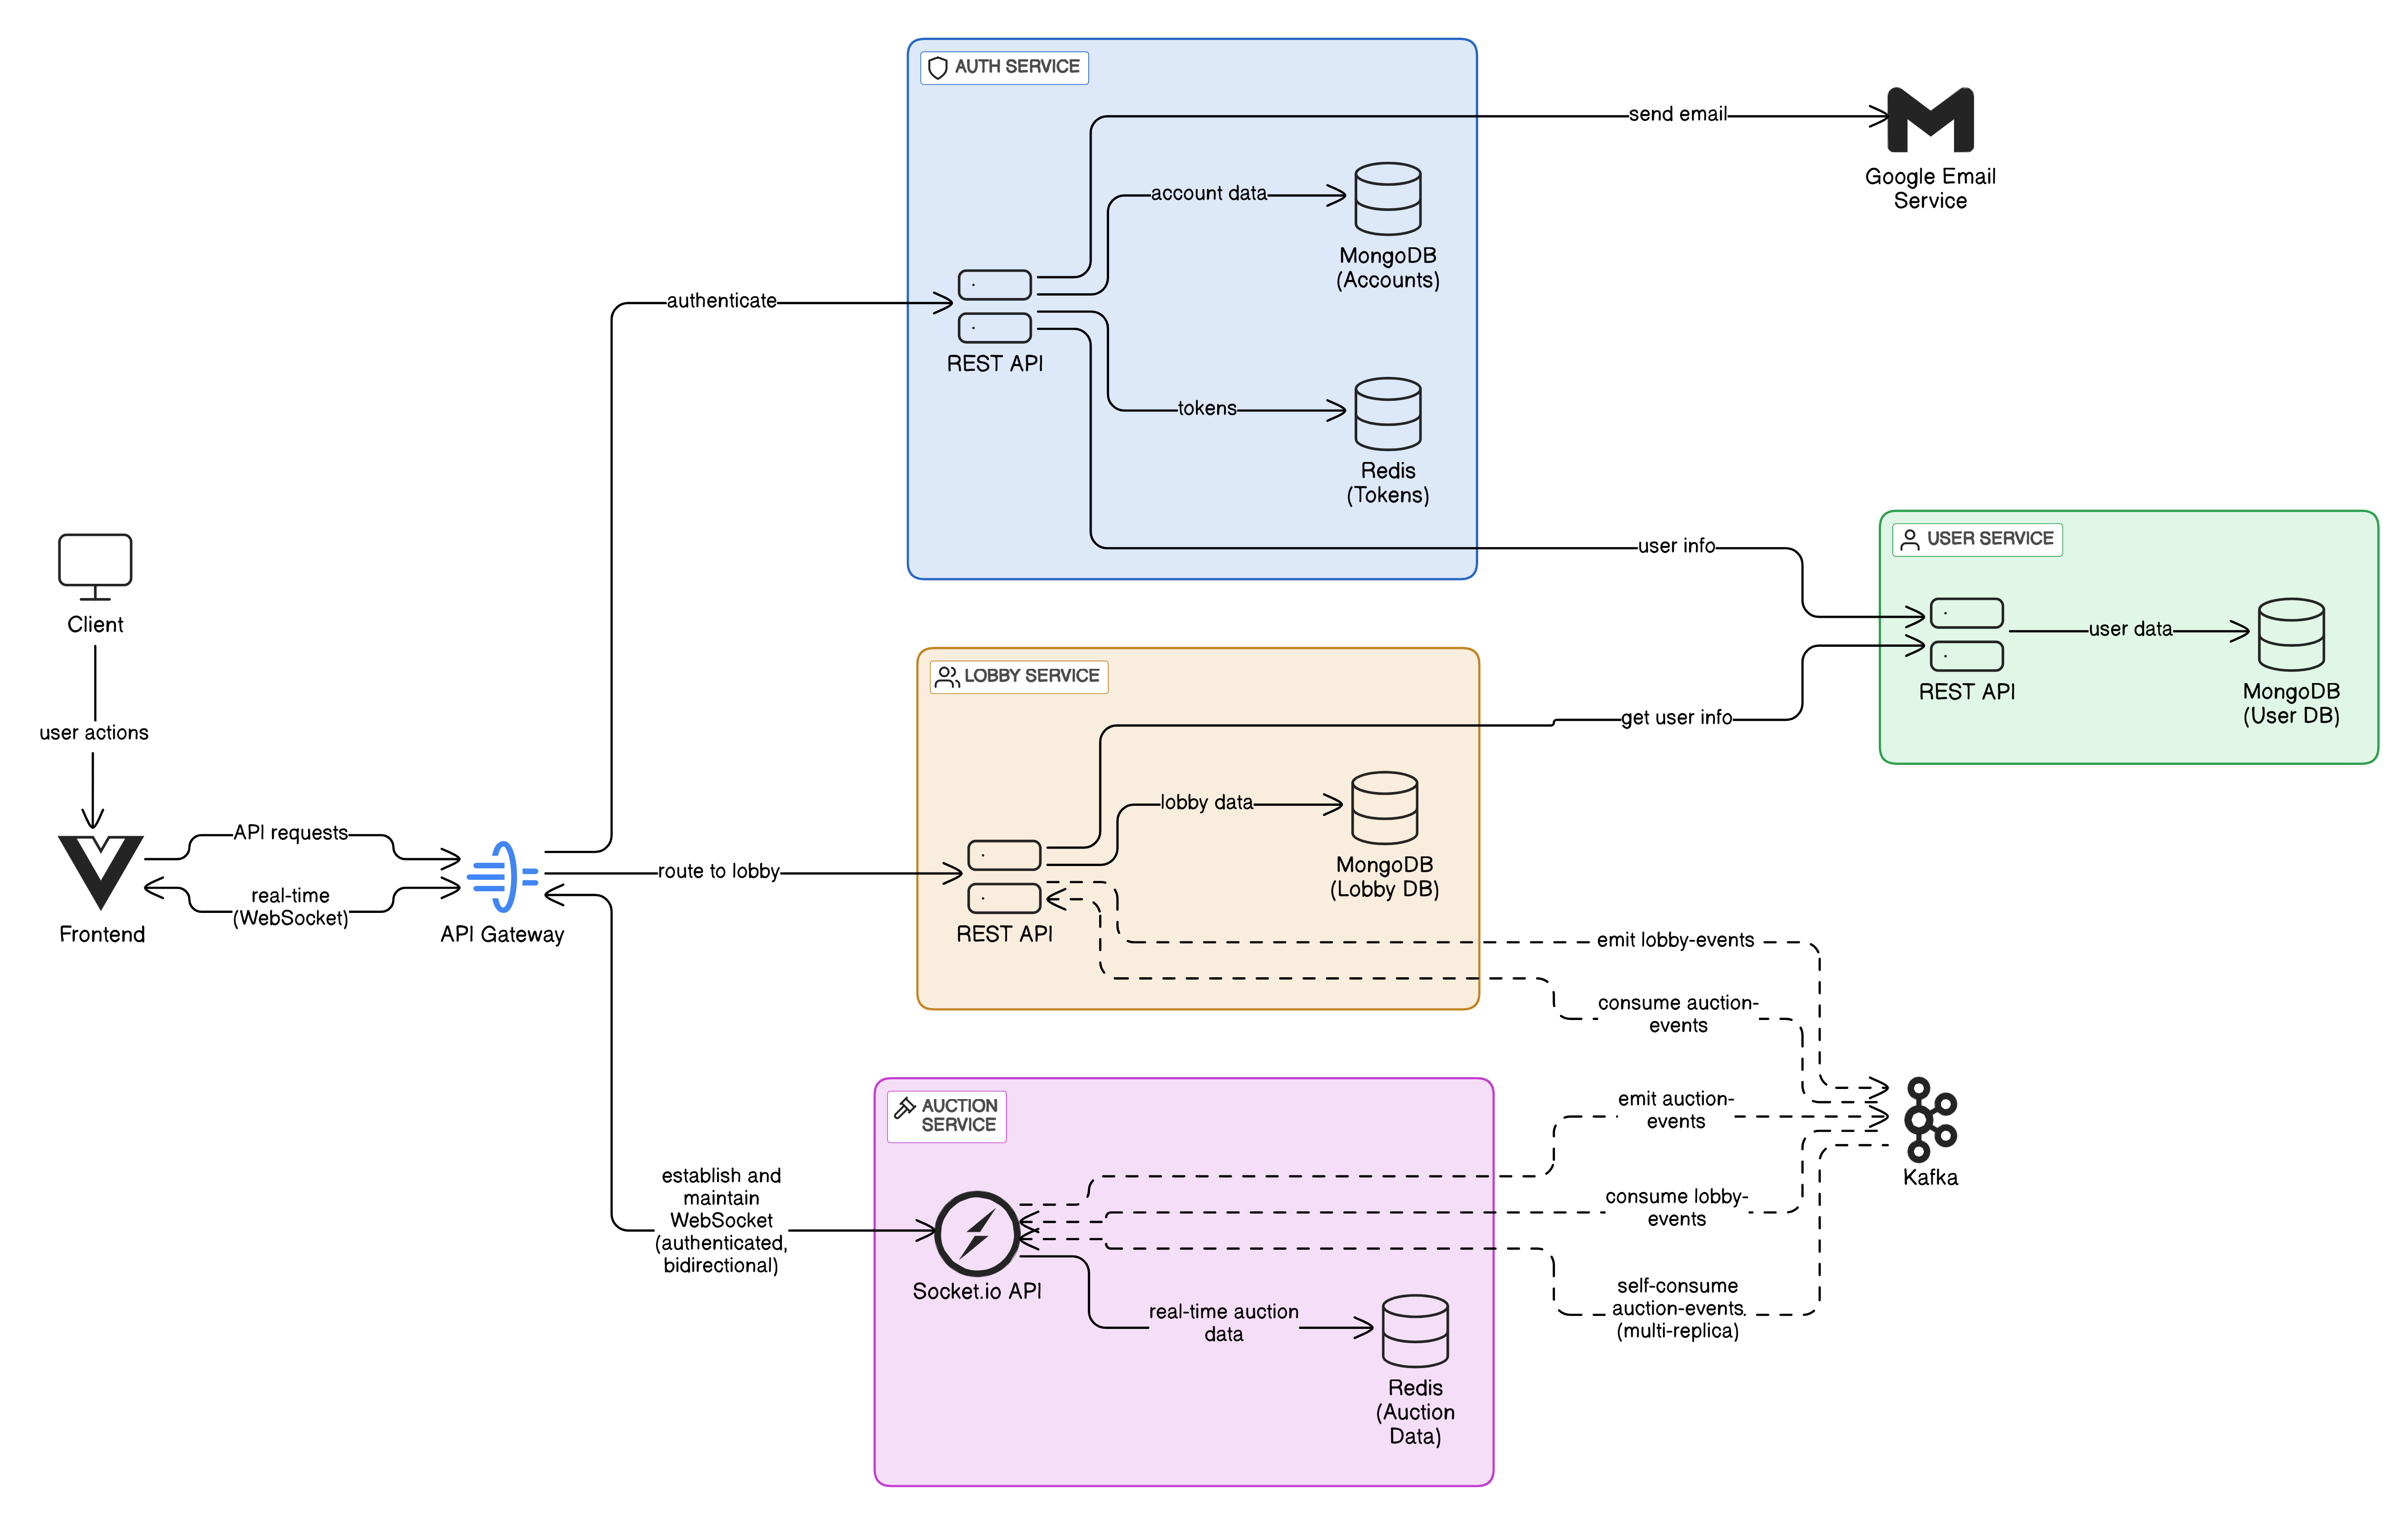 AUTH SERVICE
send email
Google Email
Service
account data
MongoDB
(Accounts)
authenticate
REST API
tokens
Redis
(Tokens)
user info
USER SERVICE
user data
REST API
MongoDB
(User DB)
Client
user actions
LOBBY SERVICE
get user info
lobby data
MongoDB
(Lobby DB)
API requests
real-time
(WebSocket)
Frontend
API Gateway
route to lobby
REST API
emit lobby-events
consume auction-
events
AUCTION
SERVICE
emit auction-
events
Kafka
establish and
maintain
WebSocket
(authenticated,
bidirectional)
consume lobby-
events
Socket.io API
self-consume
auction-events
(multi-replica)
real-time auction
data
Redis
(Auction
Data)